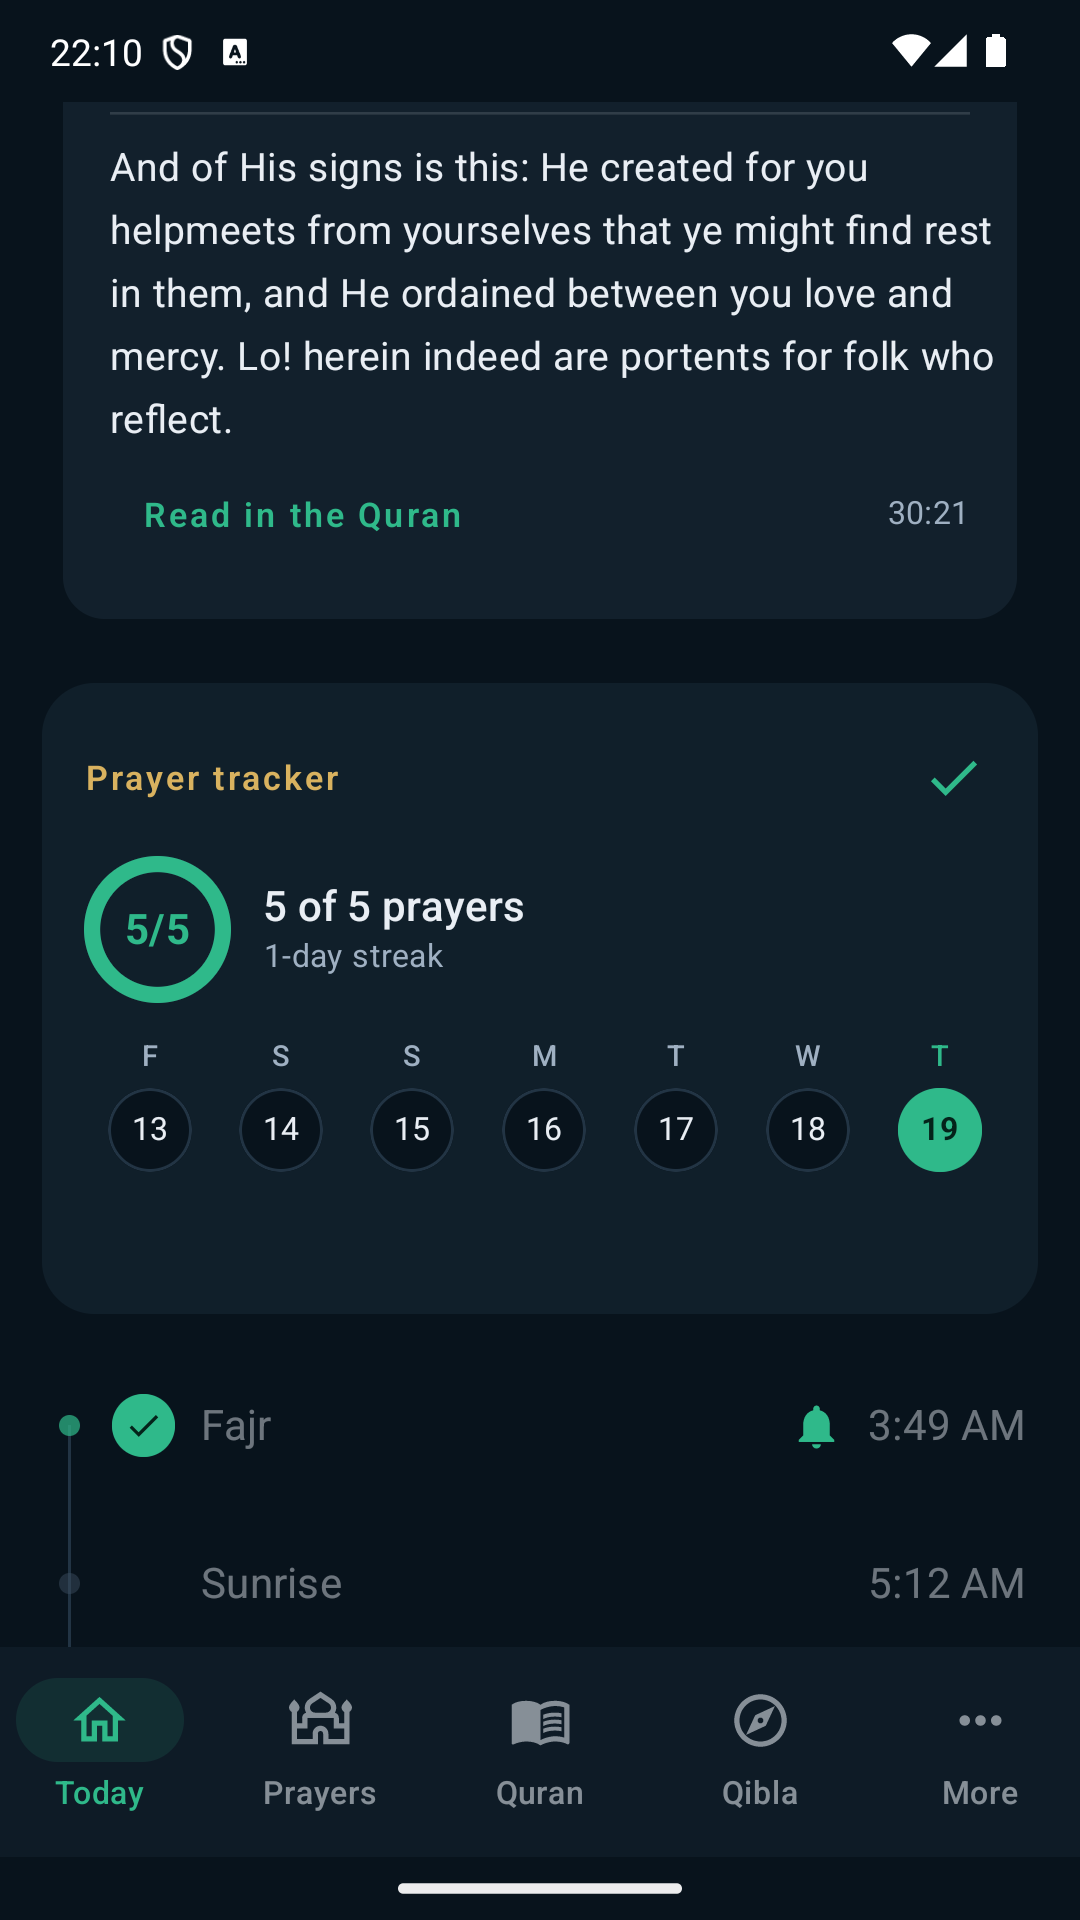 22:10
And of His signs is this: He created for you
helpmeets from yourselves that ye might find rest
in them, and He ordained between you love and
mercy. Lo! herein indeed are portents for folk who
reflect.
Read in the Quran 30:21
Prayer tracker
5/5
5 of 5 prayers
1-day streak
F S S M T W T
13 14 15 16 17 18 19
Fajr 3:49 AM
Sunrise 5:12 AM
Today Prayers Quran Qibla More